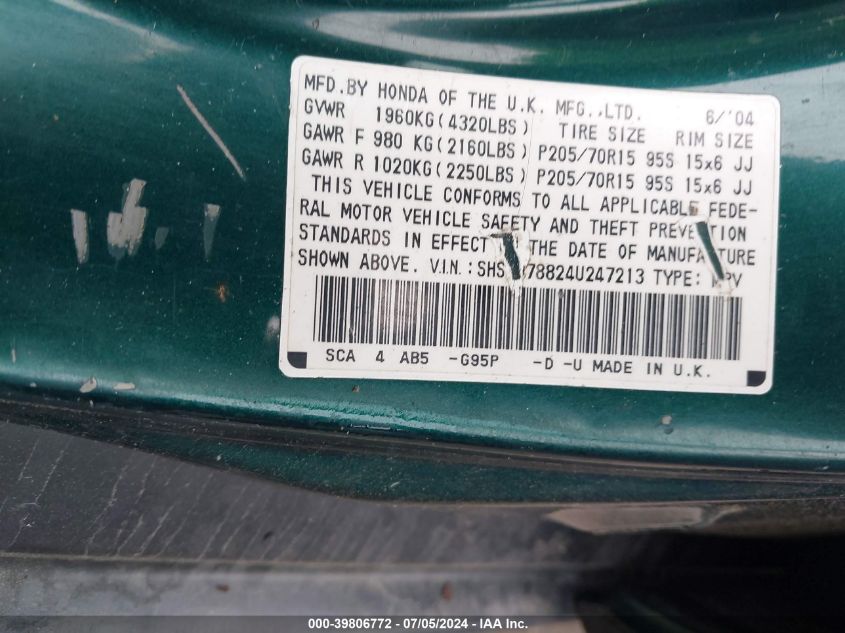 MFD. BY HONDA OF THE U.K. MFG., LTD. 6/'04
GVWR 1960KG(4320LBS) TIRE SIZE RIM SIZE
GAWR F 980 KG(2160LBS) P205/70R15 95S 15x6 JJ
GAWR R 1020KG(2250LBS) P205/70R15 95S 15x6 JJ
THIS VEHICLE CONFORMS TO ALL APPLICABLE FEDE-
RAL MOTOR VEHICLE SAFETY AND THEFT PREVENTION
STANDARDS IN EFFECT THE DATE OF MANUFACTURE
SHOWN ABOVE. V.I.N.: SHS 78824U247213 TYPE: MPV
SCA 4 AB5 -G95P -D -U MADE IN U.K.
000-39806772 / 07/05/2024 / IAA Inc.